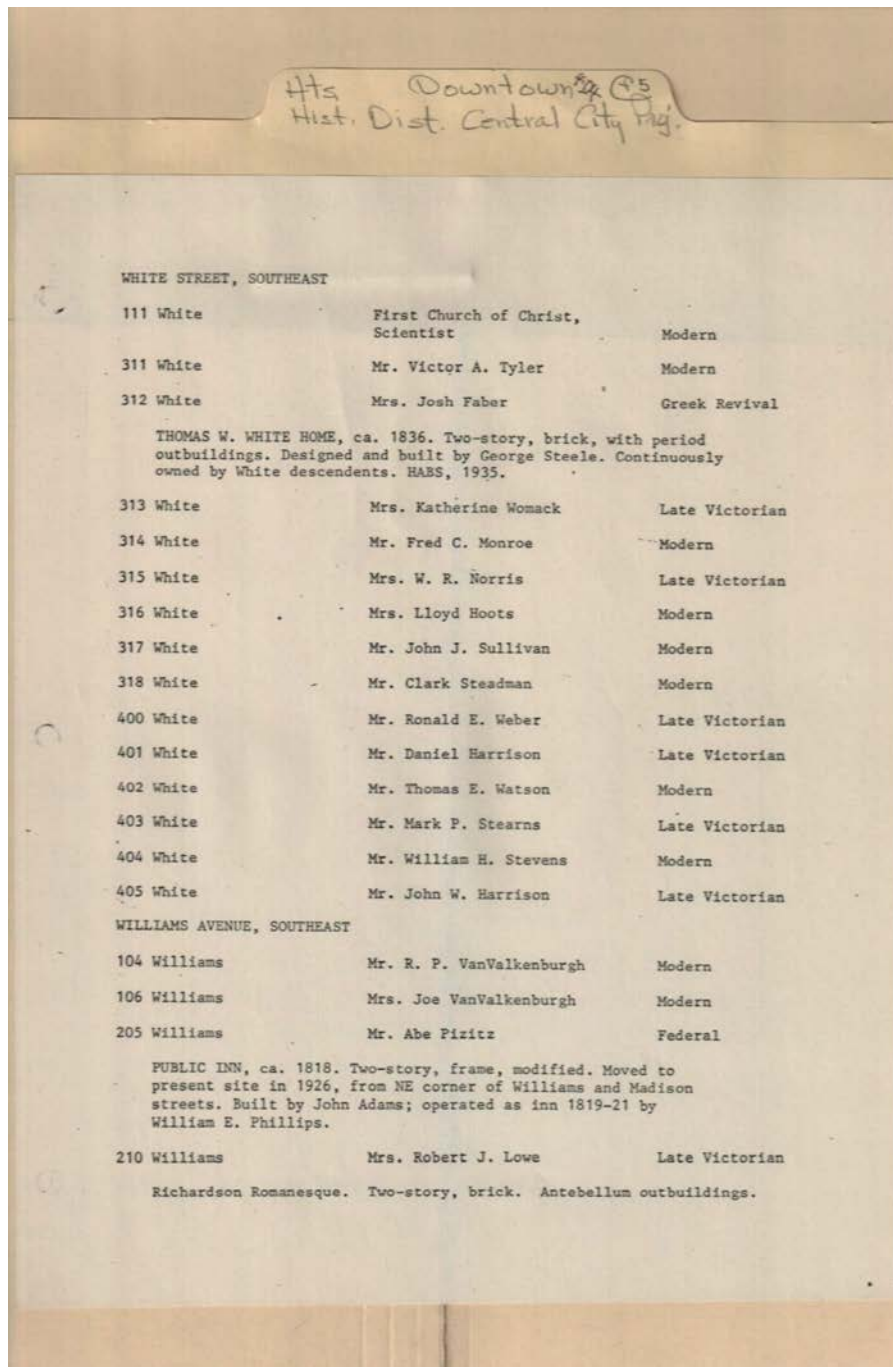 Hts Downtown
Hist. Dist. Central City Proj.
WHITE STREET, SOUTHEAST
111 White First Church of Christ,
Scientist Modern
311 White Mr. Victor A. Tyler Modern
312 White Mrs. Josh Faber Greek Revival
THOMAS W. WHITE HOME, ca. 1836. Two-story, brick, with period
outbuildings. Designed and built by George Steele. Continuously
owned by White descendents. HABS, 1935.
313 White Mrs. Katherine Womack Late Victorian
314 White Mr. Fred C. Monroe Modern
315 White Mrs. W. R. Norris Late Victorian
316 White Mrs. Lloyd Hoots Modern
317 White Mr. John J. Sullivan Modern
318 White Mr. Clark Steadman Modern
400 White Mr. Ronald E. Weber Late Victorian
401 White Mr. Daniel Harrison Late Victorian
402 White Mr. Thomas E. Watson Modern
403 White Mr. Mark P. Stearns Late Victorian
404 White Mr. William H. Stevens Modern
405 White Mr. John W. Harrison Late Victorian
WILLIAMS AVENUE, SOUTHEAST
104 Williams Mr. R. P. VanValkenburgh Modern
106 Williams Mrs. Joe VanValkenburgh Modern
205 Williams Mr. Abe Pizitz Federal
PUBLIC INN, ca. 1818. Two-story, frame, modified. Moved to
present site in 1926, from NE corner of Williams and Madison
streets. Built by John Adams; operated as inn 1819-21 by
William E. Phillips.
210 Williams Mrs. Robert J. Lowe Late Victorian
Richardson Romanesque. Two-story, brick. Antebellum outbuildings.